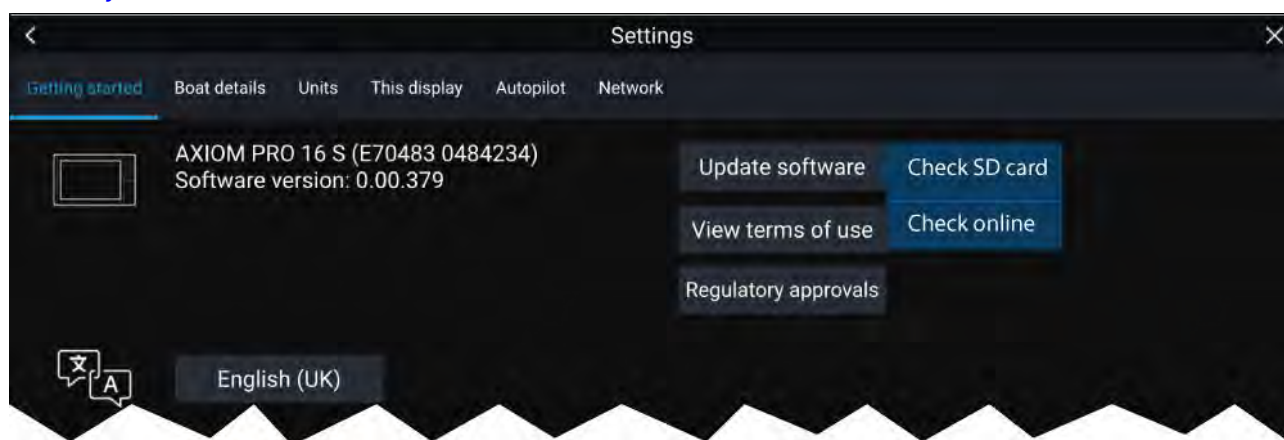 Settings
Getting started Boat details Units This display Autopilot Network
AXIOM PRO 16 S (E70483 0484234)
Software version: 0.00.379
Update software
Check SD card
Check online
View terms of use
Regulatory approvals
文 A
English (UK)